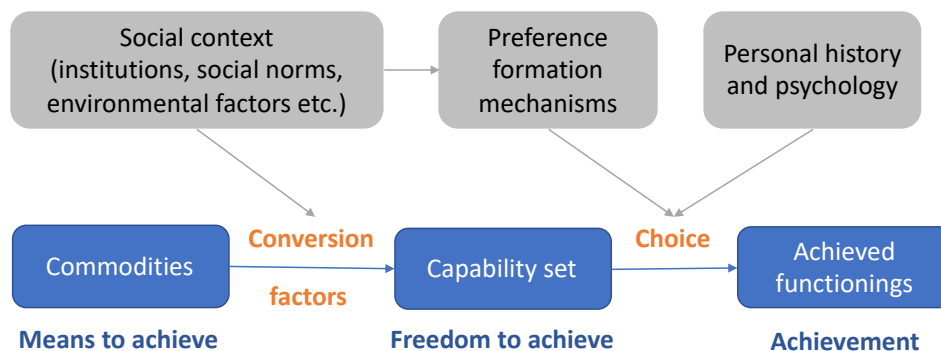 Social context
(institutions, social norms,
environmental factors etc.)
Preference
formation
mechanisms
Personal history
and psychology
Commodities
Conversion
factors
Capability set
Choice
Achieved
functionings
Means to achieve
Freedom to achieve
Achievement